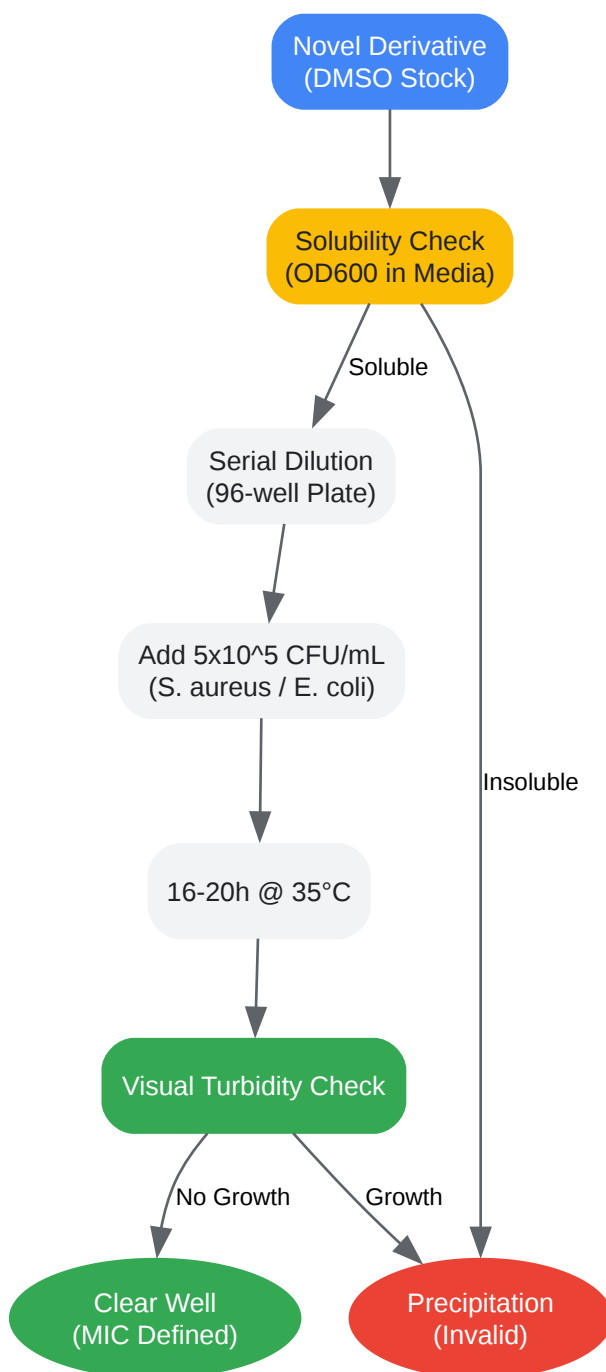 Novel Derivative
(DMSO Stock)
Solubility Check
(OD600 in Media)
Soluble
Serial Dilution
(96-well Plate)
Add 5x10^5 CFU/mL
(S. aureus / E. coli)
Insoluble
16-20h @ 35°C
Visual Turbidity Check
No Growth
Growth
Clear Well
(MIC Defined)
Precipitation
(Invalid)